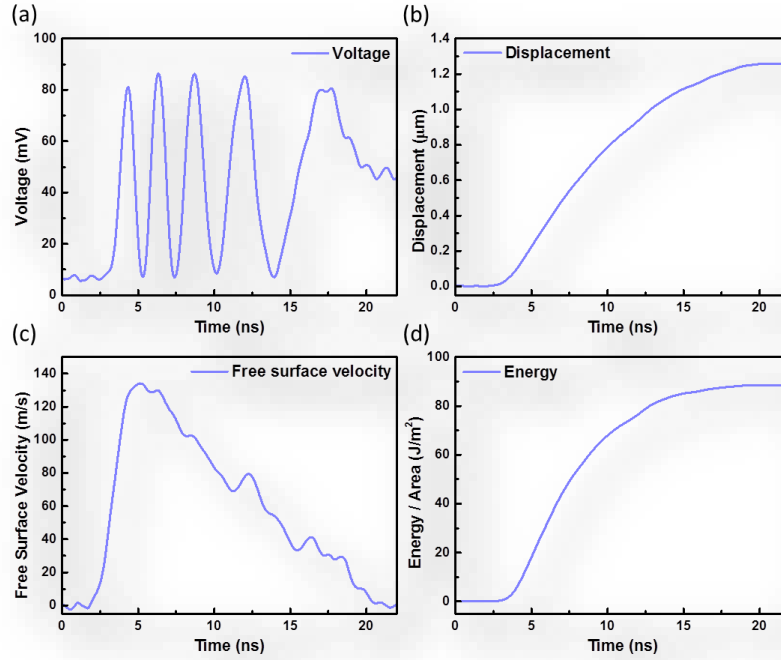 (a)
(b)
100
80
60
40
20
0
Voltage (mV)
Voltage
0 5 10 15 20
Time (ns)
1.4
1.2
1.0
0.8
0.6
0.4
0.2
0.0
Displacement (μm)
Displacement
0 5 10 15 20
Time (ns)
(c)
(d)
140
120
100
80
60
40
20
0
Free Surface Velocity (m/s)
Free surface velocity
0 5 10 15 20
Time (ns)
100
80
60
40
20
0
Energy / Area (J/m²)
Energy
0 5 10 15 20
Time (ns)